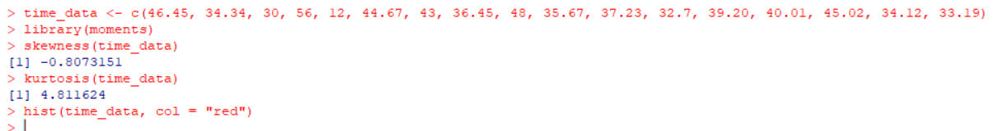 > time_data <- c(46.45, 34.34, 30, 56, 12, 44.67, 43, 36.45, 48, 35.67, 37.23, 32.7, 39.20, 40.01, 45.02, 34.12, 33.19)
> library(moments)
> skewness(time_data)
[1] -0.8073151
> kurtosis(time_data)
[1] 4.811624
> hist(time_data, col = "red")
>